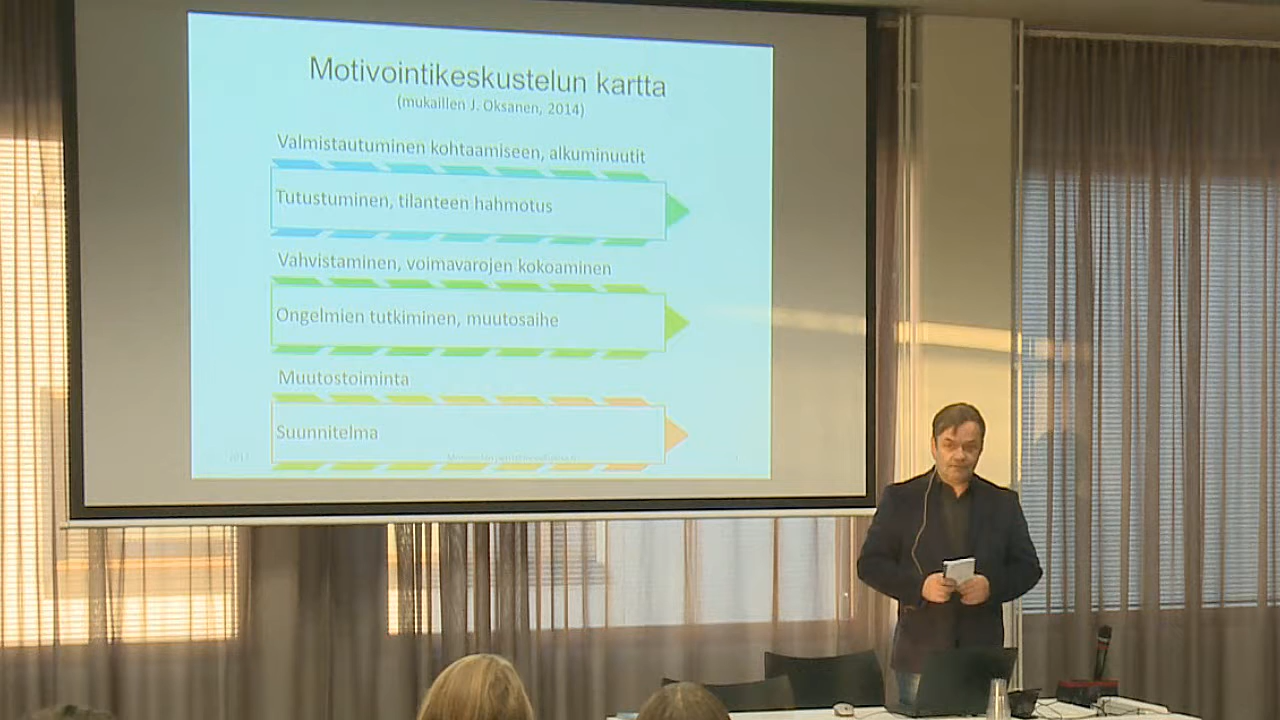 Motivointikeskustelun kartta
(mukaillen J. Oksanen, 2014)
Valmistautuminen kohtaamiseen, alkuminuutit
Tutustuminen, tilanteen hahmotus
Vahvistaminen, voimavarojen kokoaminen
Ongelmien tutkiminen, muutosaihe
Muutostoiminta
Suunnitelma